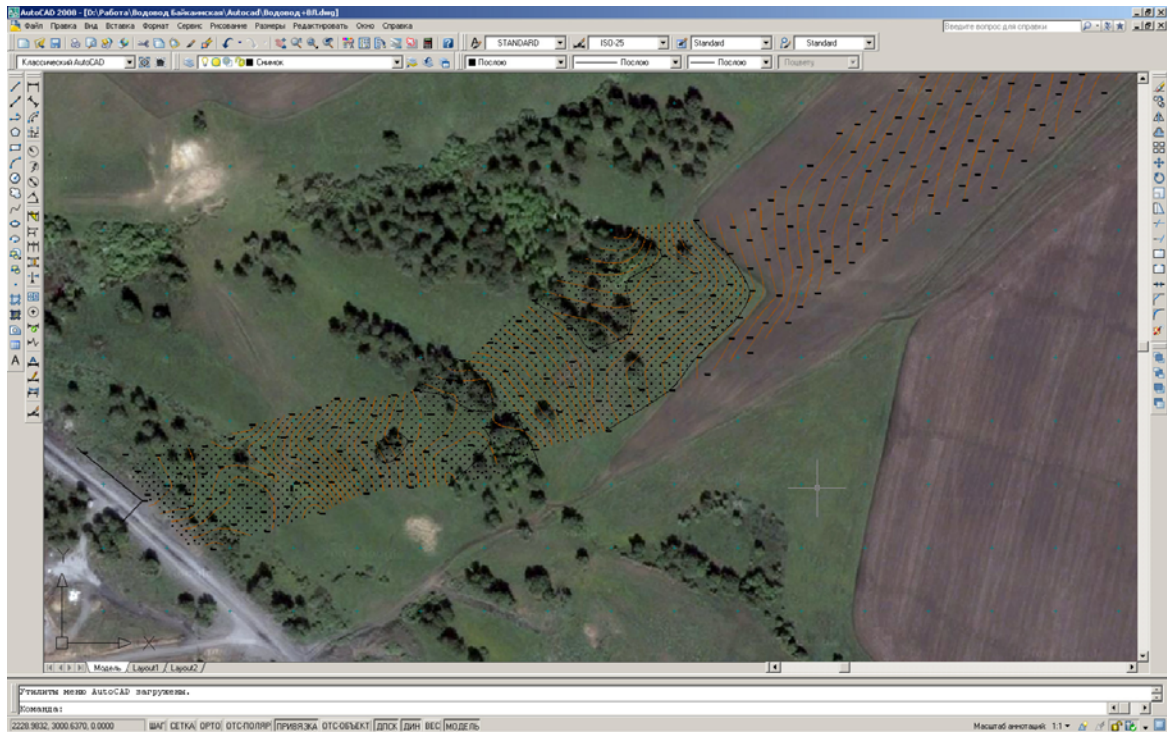 AutoCAD 2008 - [D:\Работа\Водовод Байкаимская\Autocad\Водовод+ВЛ.dwg]
Файл Правка Вид Вставка Формат Сервис Рисование Размеры Редактировать Окно Справка
Введите вопрос для справки
STANDARD ISO-25 Standard Standard
Классический AutoCAD Снимок Послою Послою Послою Поцвету
A
Y
X
Модель Layout1 Layout2
Утилиты меню AutoCAD загружены.
Команда:
2228.9832, 3000.6370, 0.0000 ШАГ СЕТКА ОРТО ОТС-ПОЛЯР ПРИВЯЗКА ОТС-ОБЪЕКТ ДПСК ДИН ВЕС МОДЕЛЬ Масштаб аннотаций: 1:1